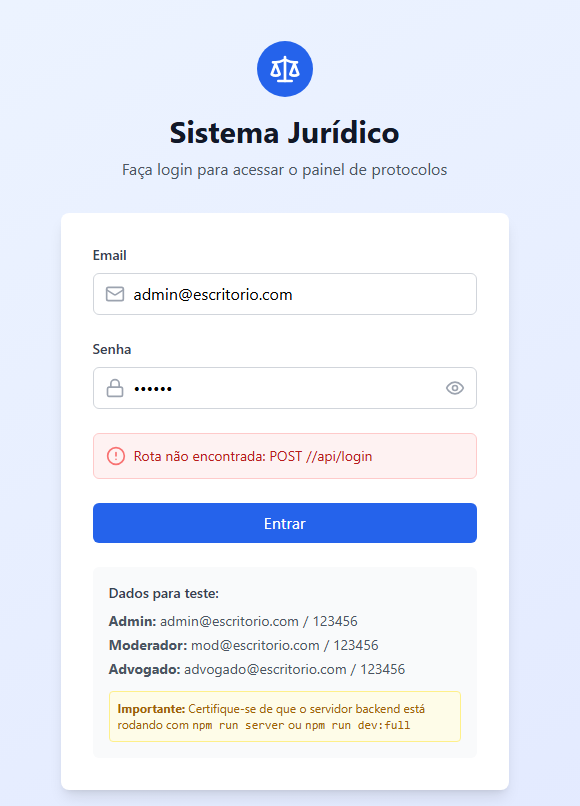 Sistema Jurídico
Faça login para acessar o painel de protocolos
Email
admin@escritorio.com
Senha
••••••
Rota não encontrada: POST //api/login
Entrar
Dados para teste:
Admin: admin@escritorio.com / 123456
Moderador: mod@escritorio.com / 123456
Advogado: advogado@escritorio.com / 123456
Importante: Certifique-se de que o servidor backend está
rodando com npm run server ou npm run dev:full